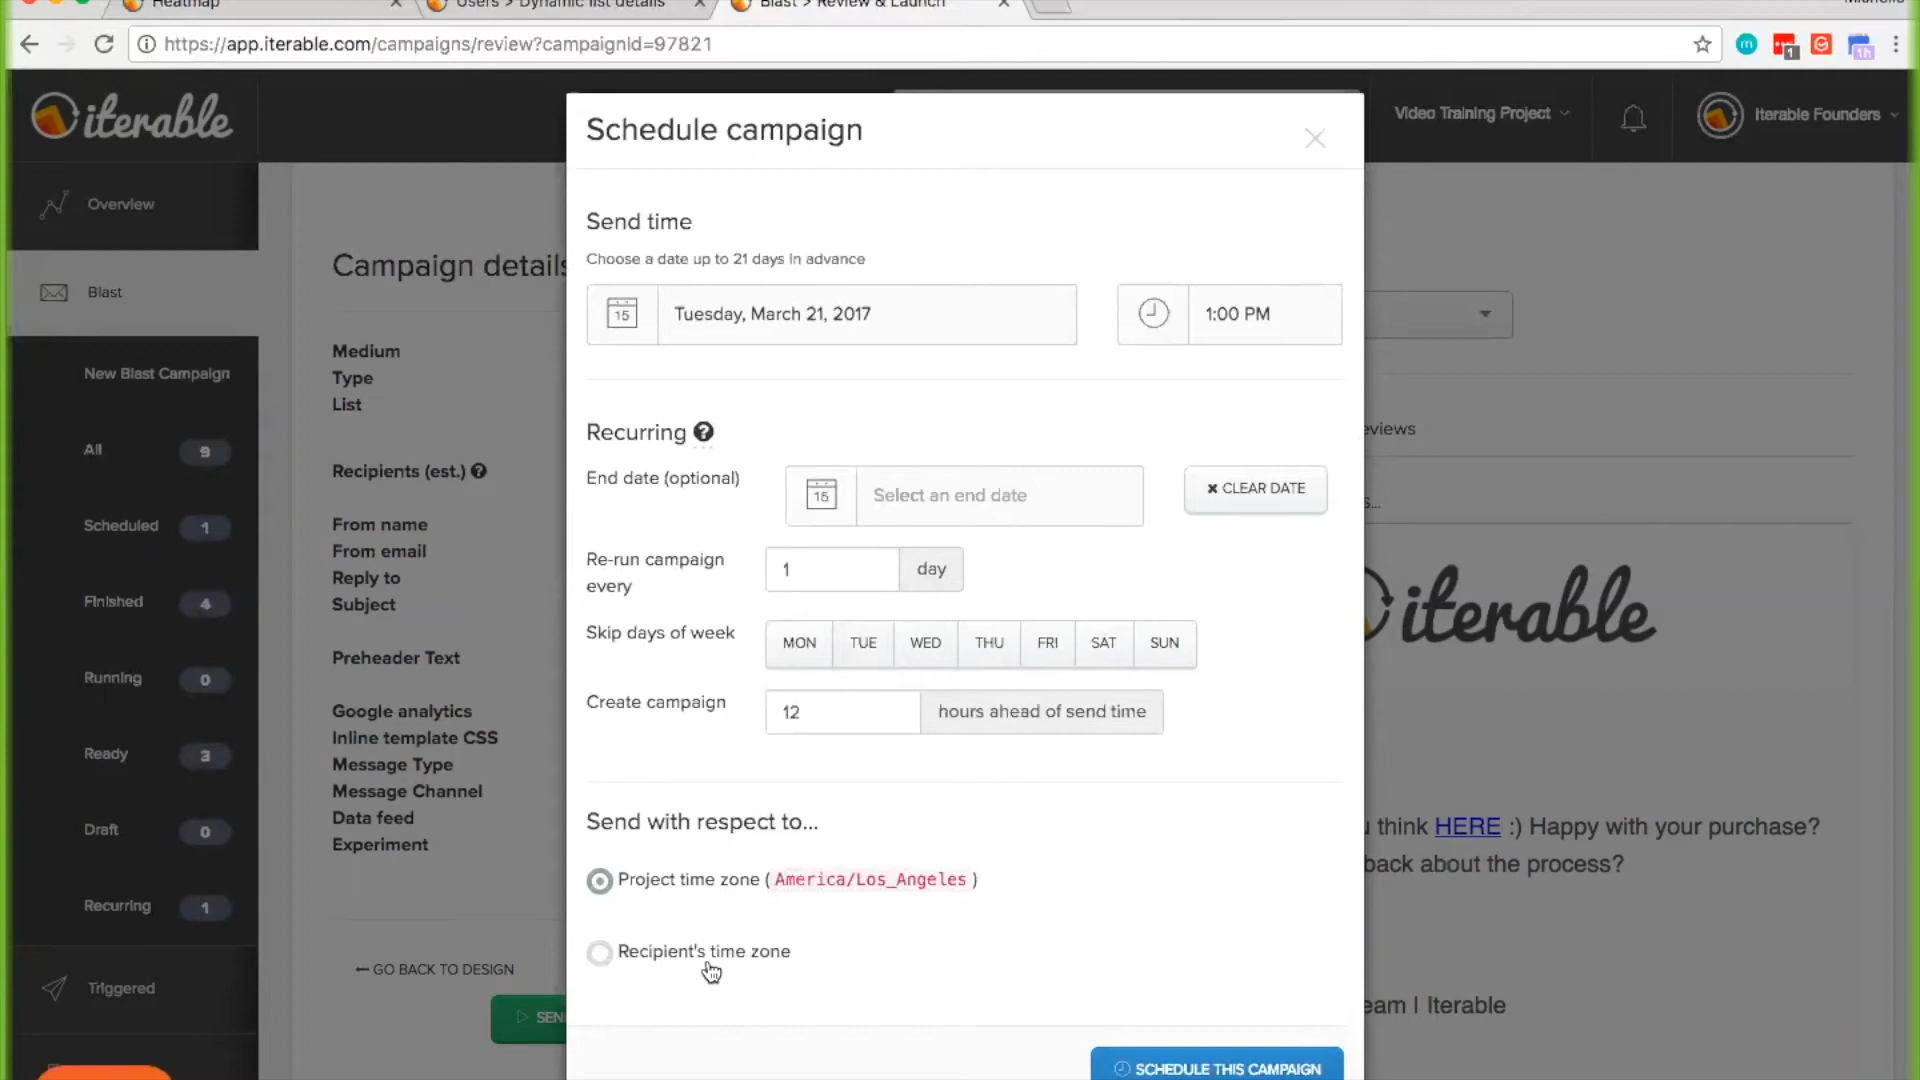 Heatmap
Users > Dynamic list details
Blast > Review & Launch
https://app.iterable.com/campaigns/review?campaignId=97821
1
1h
iterable
Schedule campaign
Video Training Project
Iterable Founders
Overview
Blast
New Blast Campaign
All 9
Scheduled 1
Finished 4
Running 0
Ready 3
Draft 0
Recurring 1
Triggered
Campaign details
Medium
Type
List
Recipients (est.) ?
From name
From email
Reply to
Subject
Preheader Text
Google analytics
Inline template CSS
Message Type
Message Channel
Data feed
Experiment
GO BACK TO DESIGN
SEN
Send time
Choose a date up to 21 days in advance
15 Tuesday, March 21, 2017
1:00 PM
Recurring ?
End date (optional)
15 Select an end date
CLEAR DATE
Re-run campaign
every
1 day
Skip days of week
MON TUE WED THU FRI SAT SUN
Create campaign
12 hours ahead of send time
Send with respect to...
Project time zone (America/Los_Angeles)
Recipient's time zone
SCHEDULE THIS CAMPAIGN
eviews
s...
iterable
u think HERE :) Happy with your purchase?
back about the process?
eam | Iterable